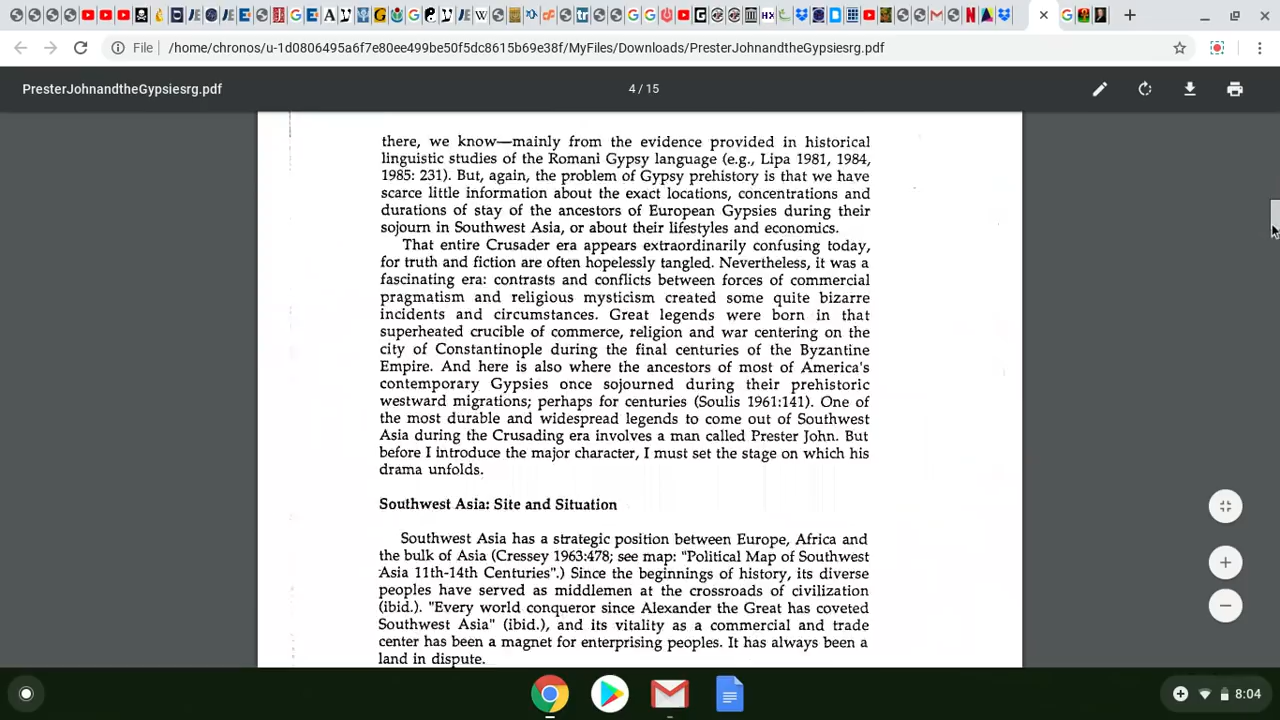 File
/home/chronos/u-1d0806495a6f7e80ee499be50f5dc8615b69e38f/MyFiles/Downloads/PresterJohnandtheGypsiesrg.pdf
PresterJohnandtheGypsiesrg.pdf
4 / 15
there, we know—mainly from the evidence provided in historical
linguistic studies of the Romani Gypsy language (e.g., Lipa 1981, 1984,
1985: 231). But, again, the problem of Gypsy prehistory is that we have
scarce little information about the exact locations, concentrations and
durations of stay of the ancestors of European Gypsies during their
sojourn in Southwest Asia, or about their lifestyles and economics.
That entire Crusader era appears extraordinarily confusing today,
for truth and fiction are often hopelessly tangled. Nevertheless, it was a
fascinating era: contrasts and conflicts between forces of commercial
pragmatism and religious mysticism created some quite bizarre
incidents and circumstances. Great legends were born in that
superheated crucible of commerce, religion and war centering on the
city of Constantinople during the final centuries of the Byzantine
Empire. And here is also where the ancestors of most of America's
contemporary Gypsies once sojourned during their prehistoric
westward migrations; perhaps for centuries (Soulis 1961:141). One of
the most durable and widespread legends to come out of Southwest
Asia during the Crusading era involves a man called Prester John. But
before I introduce the major character, I must set the stage on which his
drama unfolds.
Southwest Asia: Site and Situation
Southwest Asia has a strategic position between Europe, Africa and
the bulk of Asia (Cressey 1963:478; see map: "Political Map of Southwest
Asia 11th-14th Centuries".) Since the beginnings of history, its diverse
peoples have served as middlemen at the crossroads of civilization
(ibid.). "Every world conqueror since Alexander the Great has coveted
Southwest Asia" (ibid.), and its vitality as a commercial and trade
center has been a magnet for enterprising peoples. It has always been a
land in dispute.
8:04